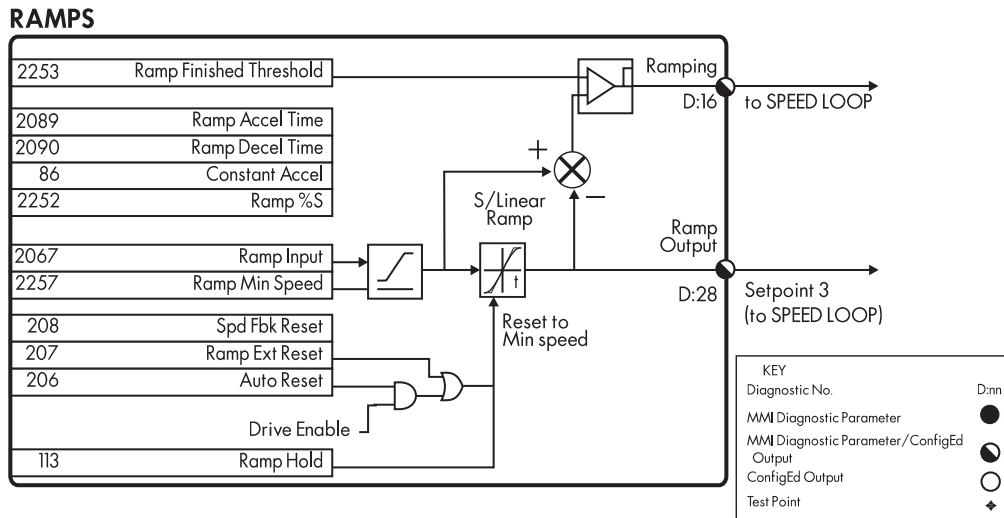 RAMPS
2253 Ramp Finished Threshold
2089 Ramp Accel Time
2090 Ramp Decel Time
86 Constant Accel
2252 Ramp %S
2067 Ramp Input
2257 Ramp Min Speed
208 Spd Fbk Reset
207 Ramp Ext Reset
206 Auto Reset
Drive Enable
113 Ramp Hold
+
—
S/Linear
Ramp
t
Reset to
Min speed
Ramping
D:16
to SPEED LOOP
Ramp
Output
D:28
Setpoint 3
(to SPEED LOOP)
KEY
Diagnostic No. D:nn
MMI Diagnostic Parameter
MMI Diagnostic Parameter/ConfigEd
Output
ConfigEd Output
Test Point